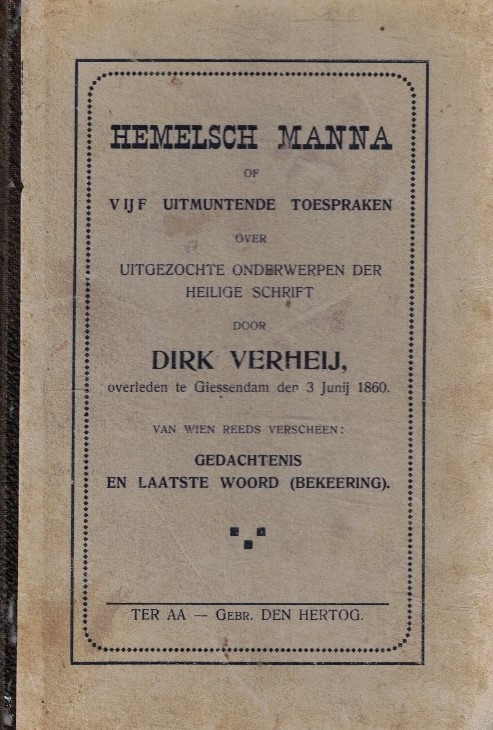 HEMELSCH MANNA
OF
VIJF UITMUNTENDE TOESPRAKEN
OVER
UITGEZOCHTE ONDERWERPEN DER
HEILIGE SCHRIFT
DOOR
DIRK VERHEIJ,
overleden te Giessendam den 3 Junij 1860.
VAN WIEN REEDS VERSCHEEN:
GEDACHTENIS
EN LAATSTE WOORD (BEKEERING).
TER AA — GEBR. DEN HERTOG.